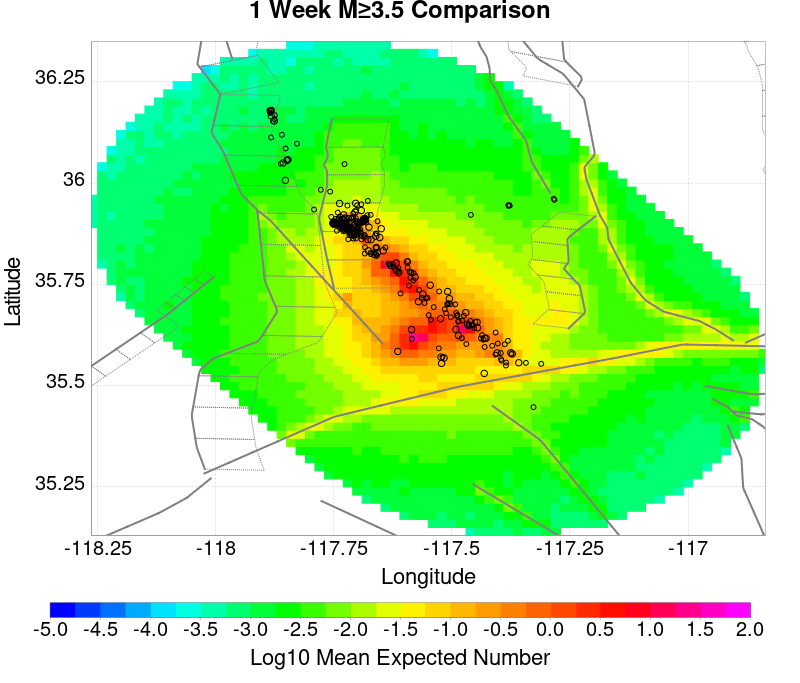 1 Week M≥3.5 Comparison
36.25
36
35.75
35.5
35.25
Latitude
-118.25 -118 -117.75 -117.5 -117.25 -117
Longitude
-5.0 -4.5 -4.0 -3.5 -3.0 -2.5 -2.0 -1.5 -1.0 -0.5 0.0 0.5 1.0 1.5 2.0
Log10 Mean Expected Number